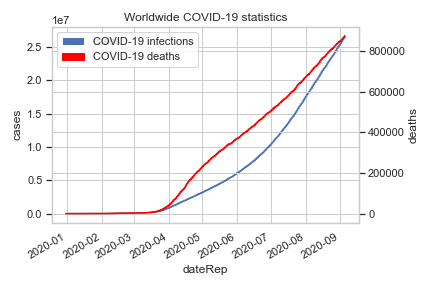 Worldwide COVID-19 statistics
1e7
COVID-19 infections
COVID-19 deaths
2.5
2.0
1.5
1.0
0.5
0.0
cases
800000
600000
400000
200000
0
deaths
2020-01
2020-02
2020-03
2020-04
2020-05
2020-06
2020-07
2020-08
2020-09
dateRep